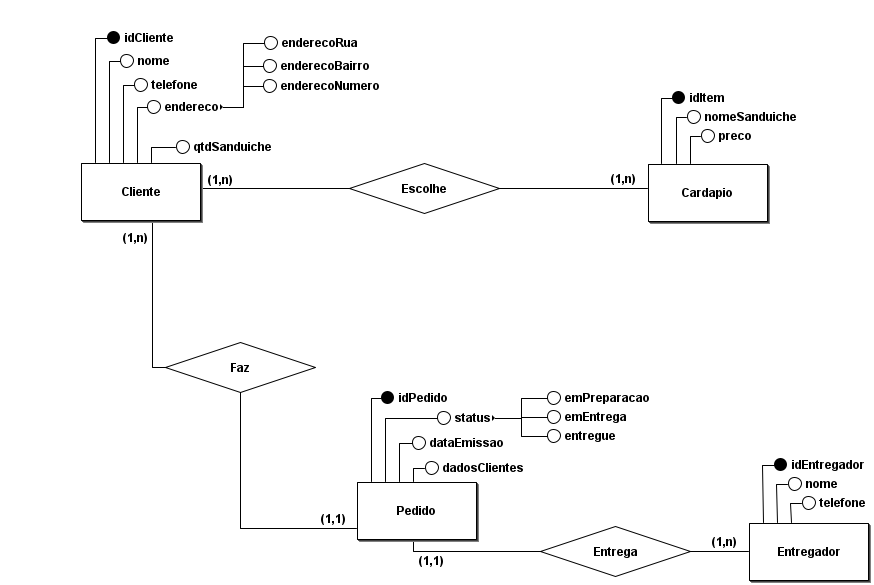 idCliente
nome
telefone
endereco
enderecoRua
enderecoBairro
enderecoNumero
qtdSanduiche
Cliente
(1,n)
Escolhe
(1,n)
idItem
nomeSanduiche
preco
Cardapio
(1,n)
Faz
(1,1)
idPedido
status
emPreparacao
emEntrega
entregue
dataEmissao
dadosClientes
Pedido
(1,1)
Entrega
(1,n)
idEntregador
nome
telefone
Entregador